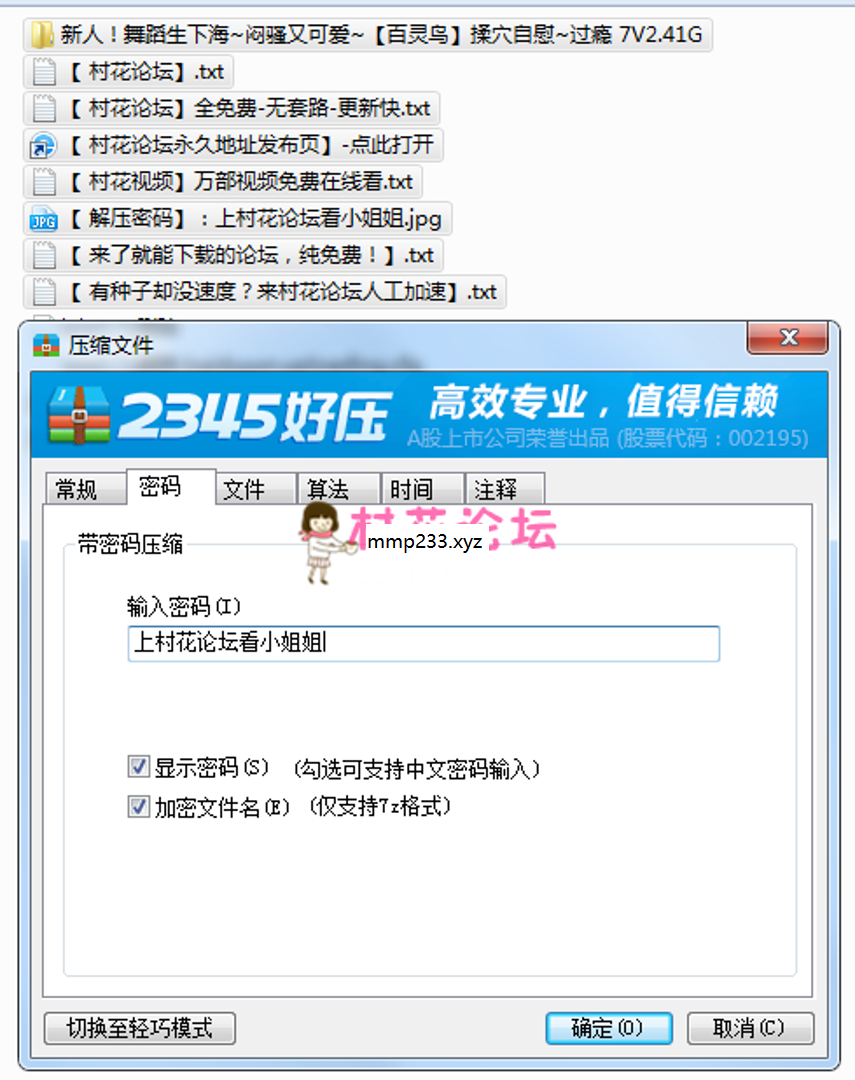 新人！舞蹈生下海~闷骚又可爱~【百灵鸟】揉穴自慰~过瘾 7V2.41G
【 村花论坛】.txt
【 村花论坛】全免费-无套路-更新快.txt
【 村花论坛永久地址发布页】-点此打开
【 村花视频】万部视频免费在线看.txt
JPG 【 解压密码】：上村花论坛看小姐姐.jpg
【 来了就能下载的论坛，纯免费！】.txt
【 有种子却没速度？来村花论坛人工加速】.txt
压缩文件
2345好压 高效专业，值得信赖
A股上市公司荣誉出品 (股票代码：002195)
常规 密码 文件 算法 时间 注释
村花论坛
mmp233.xyz
带密码压缩
输入密码(I)
上村花论坛看小姐姐
显示密码(S) (勾选可支持中文密码输入)
加密文件名(E) (仅支持7z格式)
切换至轻巧模式 确定(O) 取消(C)